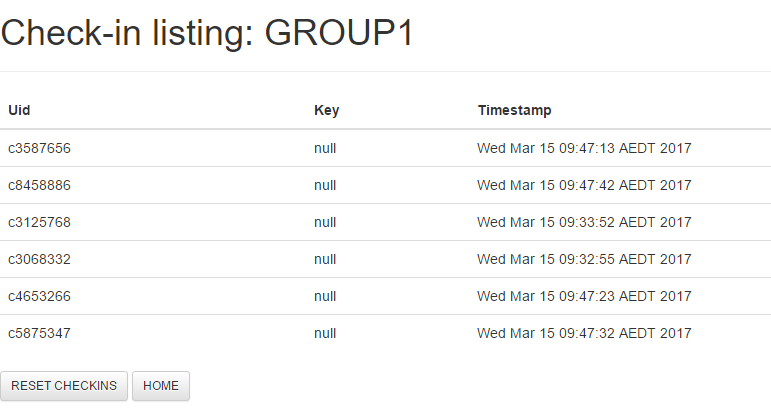 Check-in listing: GROUP1
Uid Key Timestamp
c3587656 null Wed Mar 15 09:47:13 AEDT 2017
c8458886 null Wed Mar 15 09:47:42 AEDT 2017
c3125768 null Wed Mar 15 09:33:52 AEDT 2017
c3068332 null Wed Mar 15 09:32:55 AEDT 2017
c4653266 null Wed Mar 15 09:47:23 AEDT 2017
c5875347 null Wed Mar 15 09:47:32 AEDT 2017
RESET CHECKINS HOME